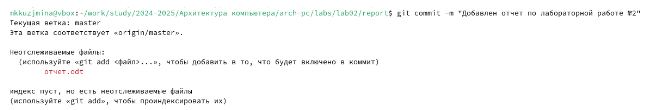 mkkuzjmina@vbox:~/work/study/2024-2025/Архитектура компьютера/arch-pc/labs/lab02/report$ git commit -m "Добавлен отчет по лабораторной работе №2"
Текущая ветка: master
Эта ветка соответствует «origin/master».
Неотслеживаемые файлы:
(используйте «git add <файл>...», чтобы добавить в то, что будет включено в коммит)
отчет.odt
индекс пуст, но есть неотслеживаемые файлы
(используйте «git add», чтобы проиндексировать их)